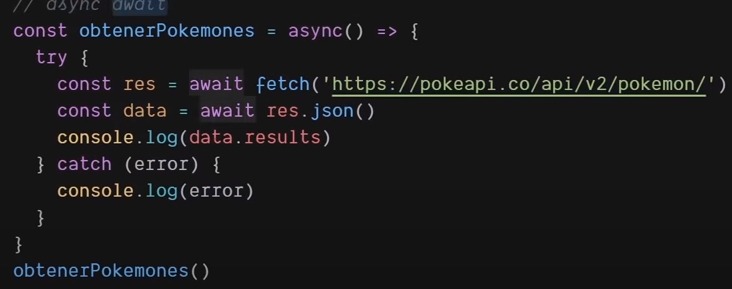 // async await
const obtenerPokemones = async() => {
try {
const res = await fetch('https://pokeapi.co/api/v2/pokemon/')
const data = await res.json()
console.log(data.results)
} catch (error) {
console.log(error)
}
}
obtenerPokemones()